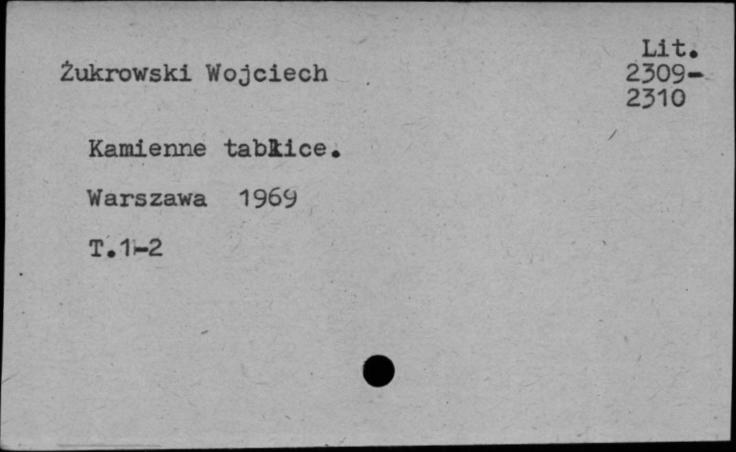 Lit.
Żukrowski Wojciech
2309-
2310
Kamienne tablice.
Warszawa 1969
T.1-2